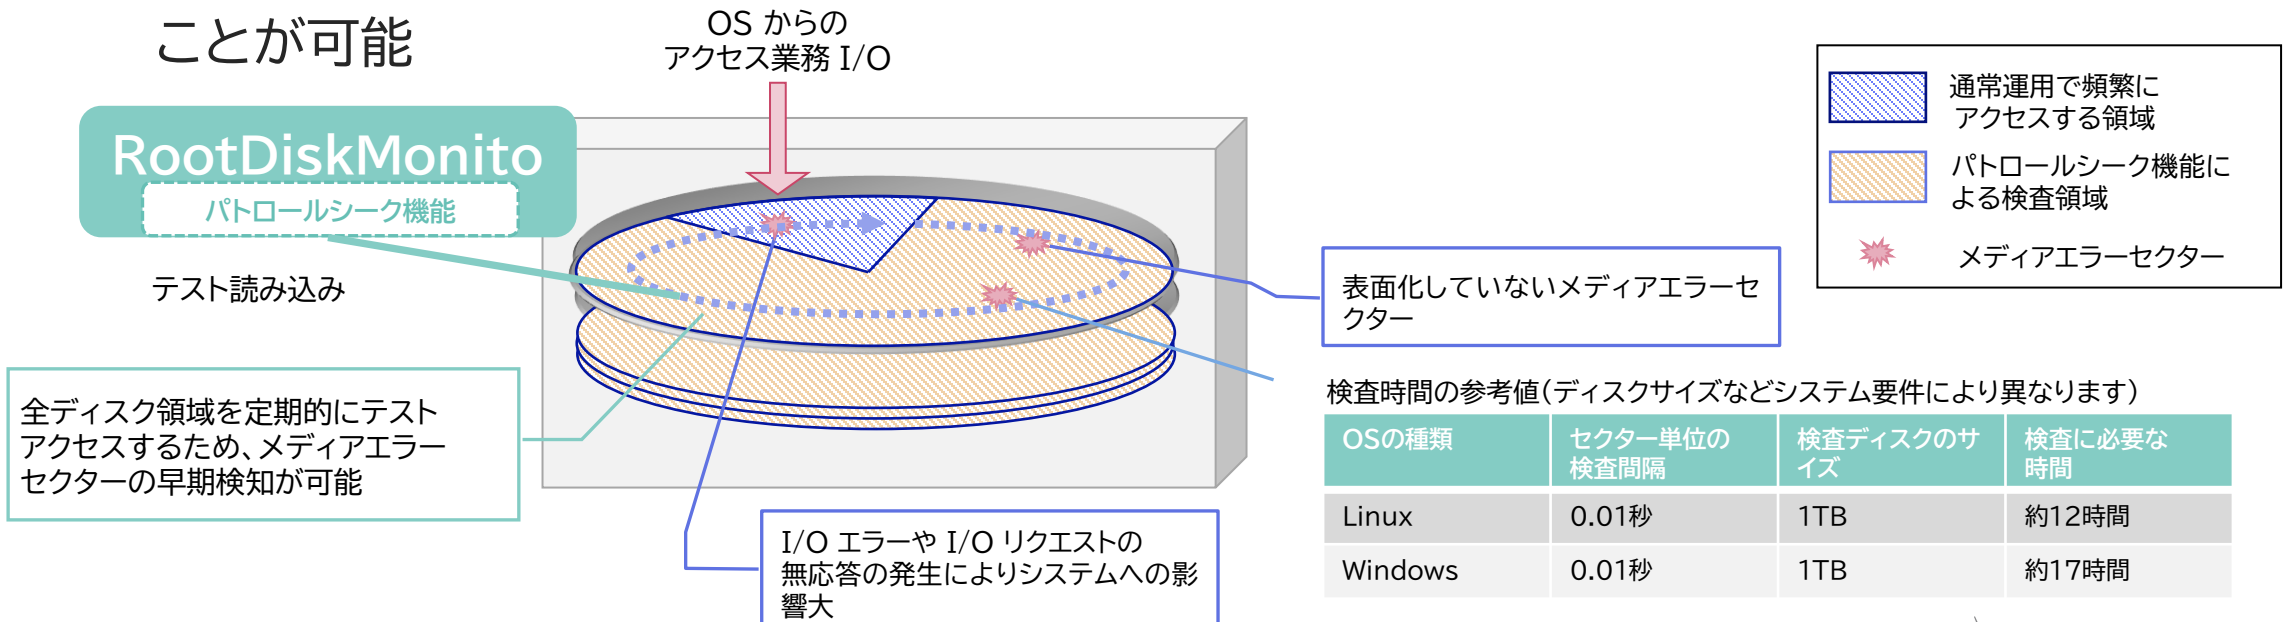 ことが可能
OS からの
アクセス業務 I/O
RootDiskMonito
パトロールシーク機能
テスト読み込み
全ディスク領域を定期的にテスト
アクセスするため、メディアエラー
セクターの早期検知が可能
I/O エラーや I/O リクエストの
無応答の発生によりシステムへの影
響大
通常運用で頻繁に
アクセスする領域
パトロールシーク機能に
よる検査領域
メディアエラーセクター
表面化していないメディアエラーセ
クター
検査時間の参考値(ディスクサイズなどシステム要件により異なります)
OSの種類 セクター単位の検査間隔 検査ディスクのサイズ 検査に必要な時間
Linux 0.01秒 1TB 約12時間
Windows 0.01秒 1TB 約17時間